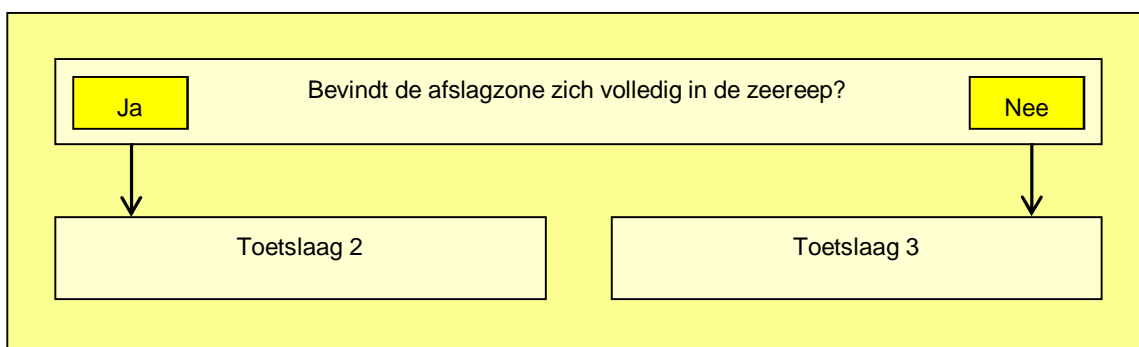 Bevindt de afslagzone zich volledig in de zeereep?
Ja
Nee
Toetslaag 2
Toetslaag 3